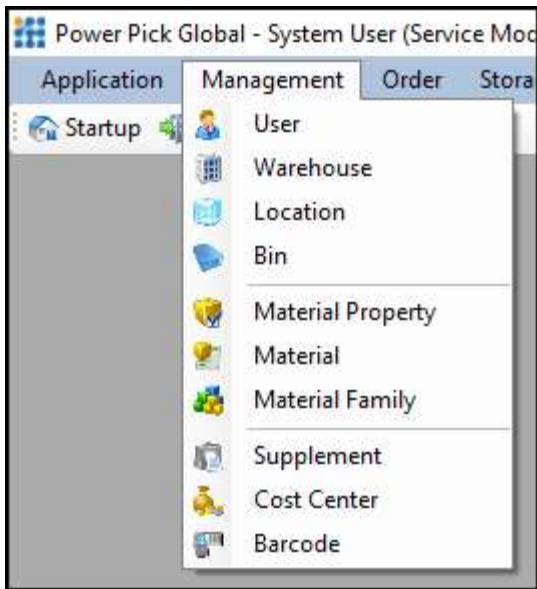 Power Pick Global - System User (Service Mod
Application Management Order Stora
Startup
User
Warehouse
Location
Bin
Material Property
Material
Material Family
Supplement
Cost Center
Barcode